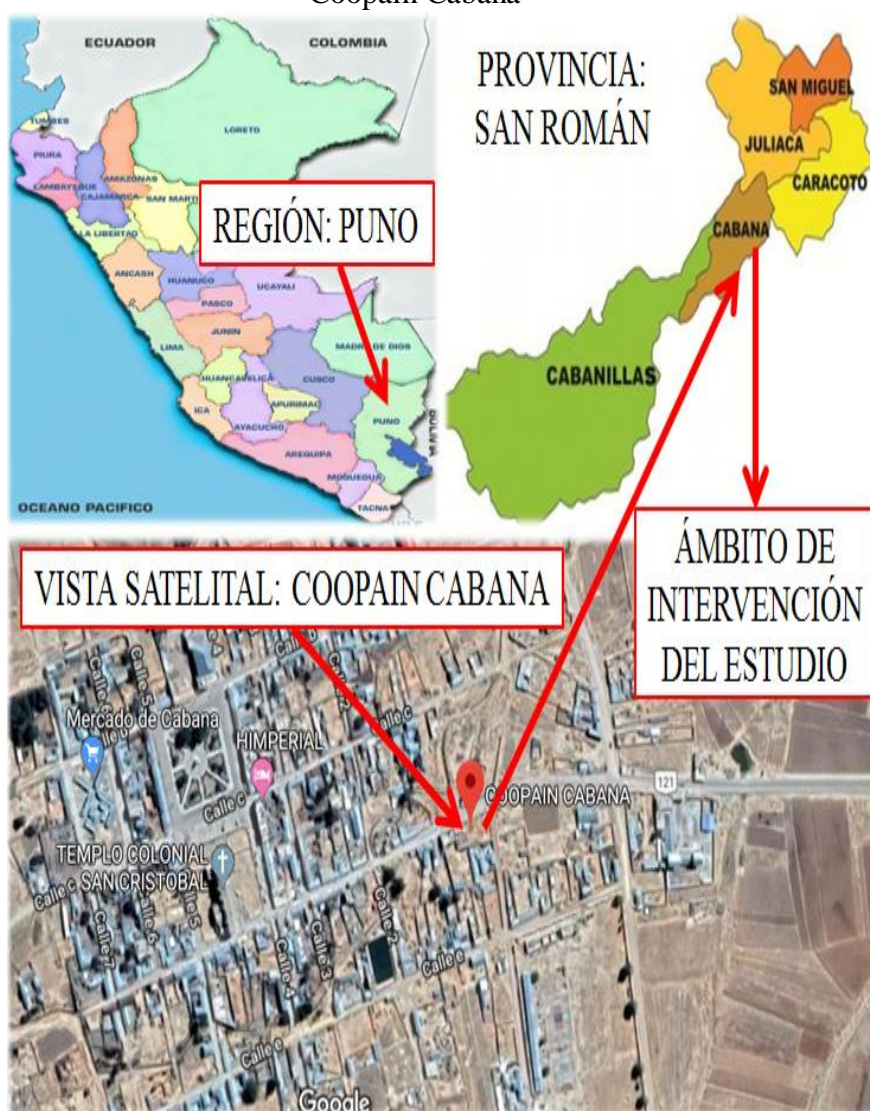 Coopain Cabana
ECUADOR
COLOMBIA
TUMBES
PIURA
LAMBAYEQUE
CAJAMARCA
AMAZONAS
SAN MARTI
LORETO
LA LIBERTAD
ANCASH
HUANUCO
PASCO
UCAYALI
LIMA
JUNIN
MADRE DE DIOS
HUANCAVELICA
CUSCO
ICA
APURIMAC
AYACUCHO
PUNO
BOLIVIA
AREQUIPA
MOQUEGUA
TACNA
OCEANO PACIFICO
REGIÓN: PUNO
PROVINCIA:
SAN ROMÁN
SAN MIGUEL
JULIACA
CARACOTO
CABANA
CABANILLAS
ÁMBITO DE
INTERVENCIÓN
DEL ESTUDIO
VISTA SATELITAL: COOPAIN CABANA
Mercado de Cabana
HIMPERIAL
Calle c
Calle c
COOPAIN CABANA
121
TEMPLO COLONIAL
SAN CRISTOBAL
Calle c
Calle 7
Calle 6
Calle 5
Calle 4
Calle 3
Calle 2
Calle e
Calle e
Google